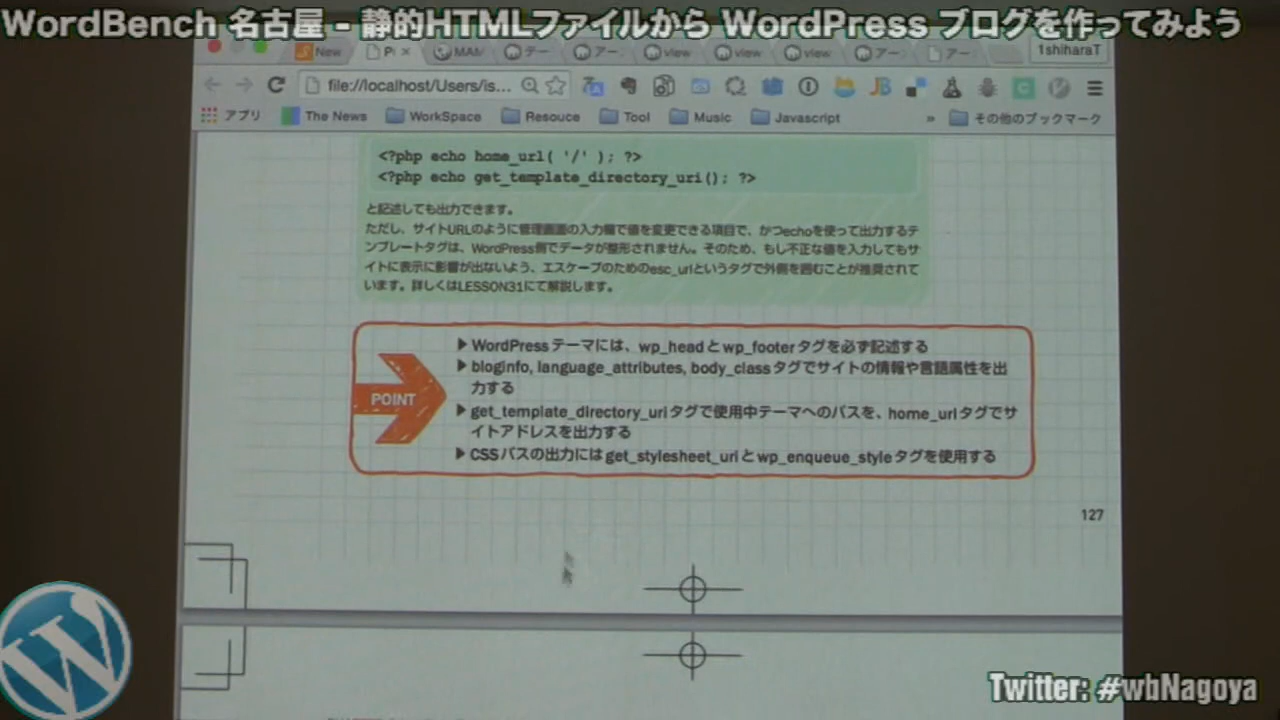 WordBench 名古屋 - 静的HTMLファイルから WordPress ブログを作ってみよう
New
view
view
view
1shiharaT
file://localhost/Users/is...
アプリ The News WorkSpace Resouce Tool Music Javascript » その他のブックマーク
<?php echo home_url( '/' ); ?>
<?php echo get_template_directory_uri(); ?>
と記述しても出力できます。
ただし、サイトURLのように管理画面の入力欄で値を変更できる項目で、かつechoを使って出力するテ
ンプレートタグは、WordPress側でデータが整形されません。そのため、もし不正な値を入力してもサ
イトに表示に影響が出ないよう、エスケープのためのesc_urlというタグで外側を囲むことが推奨されて
います。詳しくはLESSON31にて解説します。
POINT
▶WordPressテーマには、wp_headとwp_footerタグを必ず記述する
▶bloginfo, language_attributes, body_classタグでサイトの情報や言語属性を出
力する
▶get_template_directory_uriタグで使用中テーマへのパスを、home_urlタグでサ
イトアドレスを出力する
▶CSSパスの出力にはget_stylesheet_uriとwp_enqueue_styleタグを使用する
127
Twitter: #wbNagoya